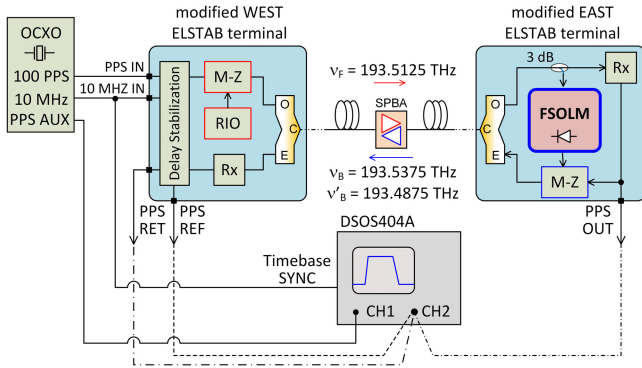 modified WEST
ELSTAB terminal
modified EAST
ELSTAB terminal
OCXO
100 PPS
10 MHz
PPS AUX
PPS IN
10 MHZ IN
Delay Stabilization
M-Z
RIO
Rx
O
C
E
νF = 193.5125 THz
SPBA
νB = 193.5375 THz
ν'B = 193.4875 THz
C
O
E
3 dB
Rx
FSOLM
M-Z
PPS
RET
PPS
REF
PPS
OUT
DSOS404A
Timebase
SYNC
CH1
CH2